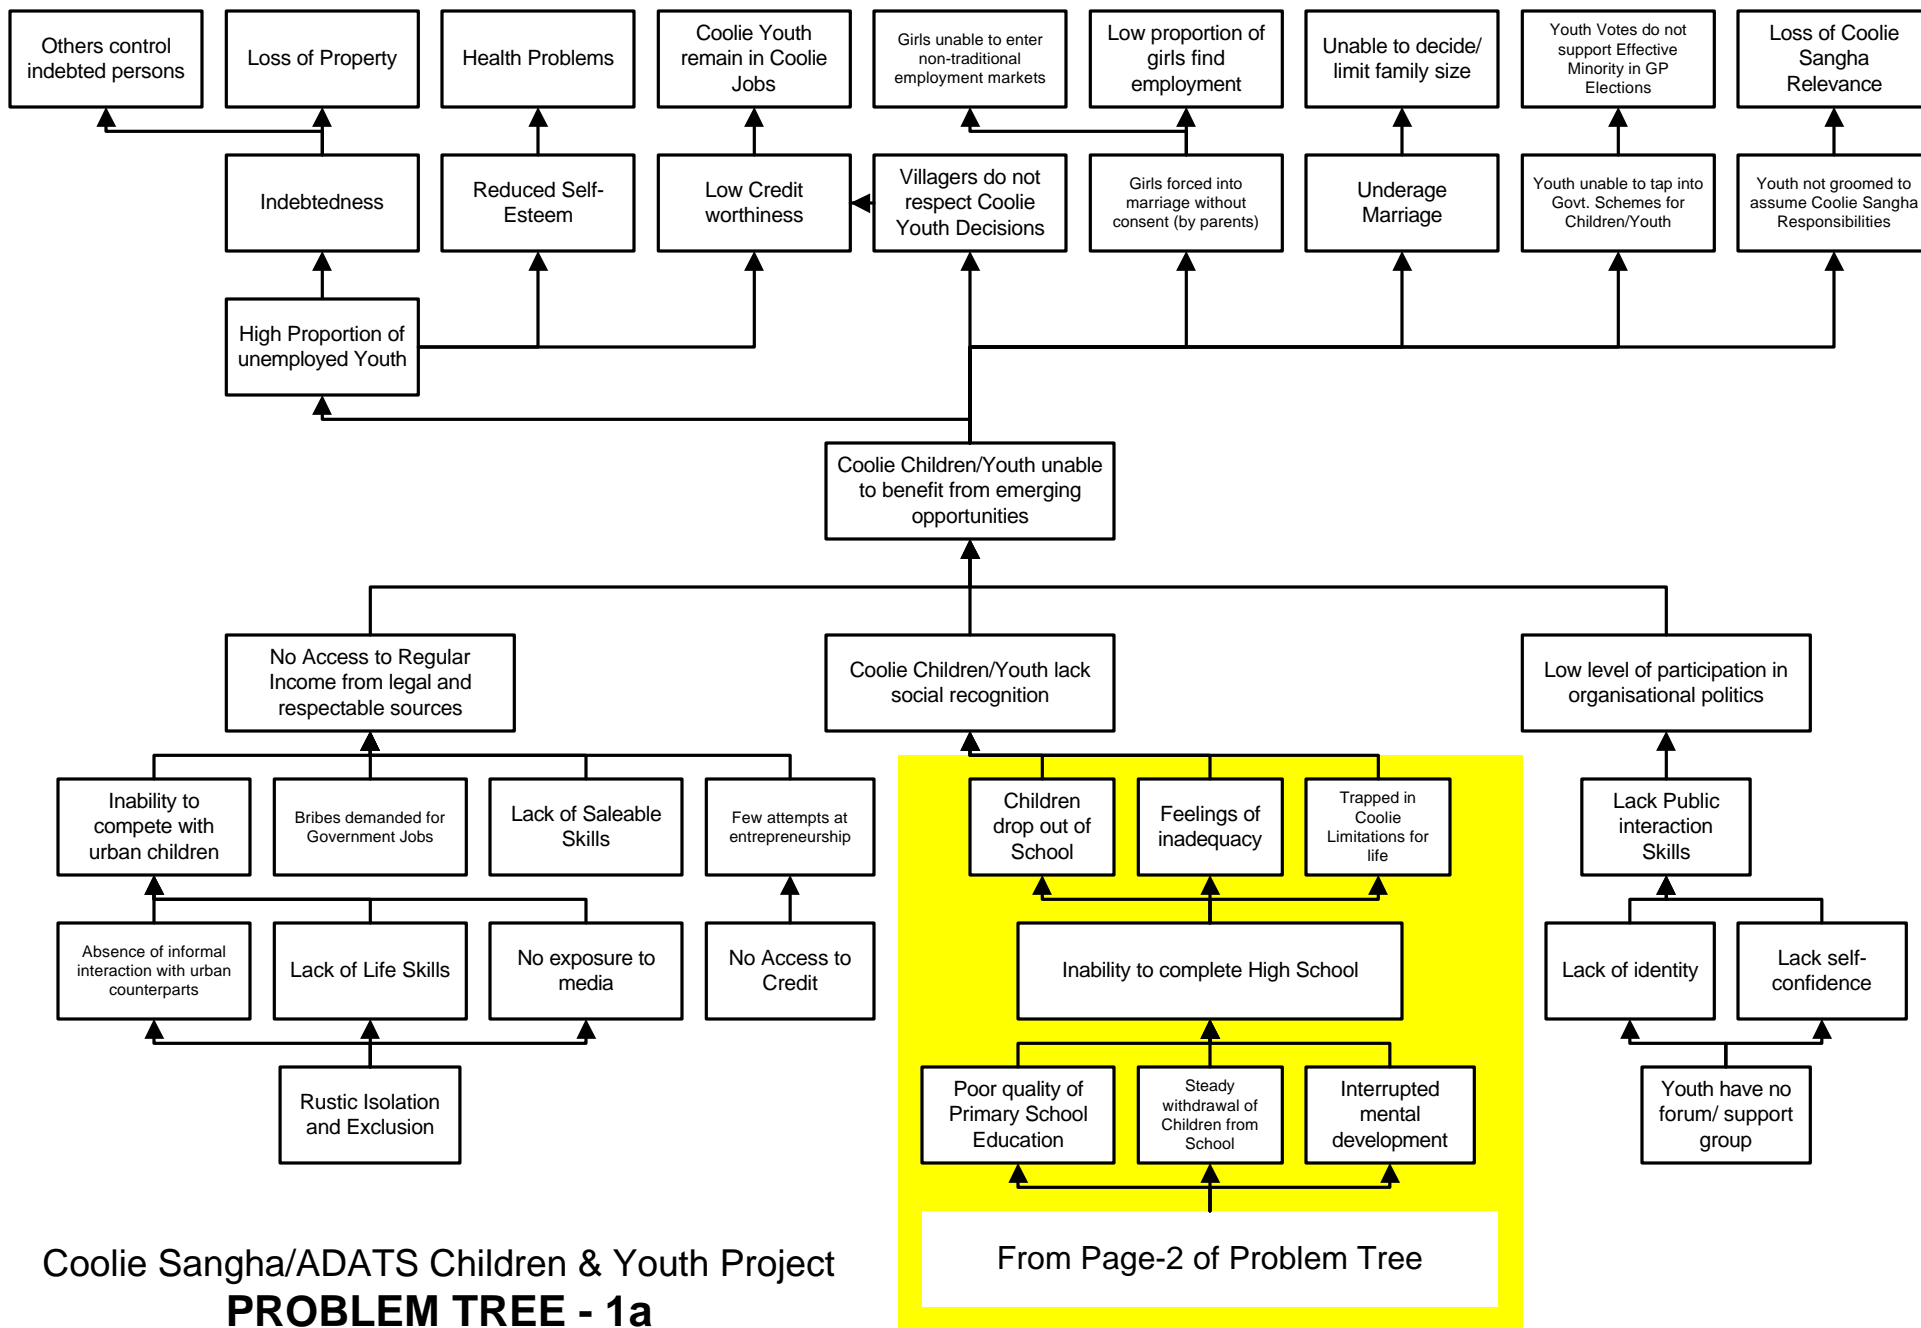 Others control
indebted persons
Loss of Property
Health Problems
Coolie Youth
remain in Coolie
Jobs
Girls unable to enter
non-traditional
employment markets
Low proportion of
girls find
employment
Unable to decide/
limit family size
Youth Votes do not
support Effective
Minority in GP
Elections
Loss of Coolie
Sangha
Relevance
Indebtedness
Reduced Self-
Esteem
Low Credit
worthiness
Villagers do not
respect Coolie
Youth Decisions
Girls forced into
marriage without
consent (by parents)
Underage
Marriage
Youth unable to tap into
Govt. Schemes for
Children/Youth
Youth not groomed to
assume Coolie Sangha
Responsibilities
High Proportion of
unemployed Youth
Coolie Children/Youth unable
to benefit from emerging
opportunities
No Access to Regular
Income from legal and
respectable sources
Coolie Children/Youth lack
social recognition
Low level of participation in
organisational politics
Inability to
compete with
urban children
Bribes demanded for
Government Jobs
Lack of Saleable
Skills
Few attempts at
entrepreneurship
Children
drop out of
School
Feelings of
inadequacy
Trapped in
Coolie
Limitations for
life
Lack Public
interaction
Skills
Absence of informal
interaction with urban
counterparts
Lack of Life Skills
No exposure to
media
No Access to
Credit
Inability to complete High School
Lack of identity
Lack self-
confidence
Rustic Isolation
and Exclusion
Poor quality of
Primary School
Education
Steady
withdrawal of
Children from
School
Interrupted
mental
development
Youth have no
forum/ support
group
From Page-2 of Problem Tree
Coolie Sangha/ADATS Children & Youth Project
PROBLEM TREE - 1a